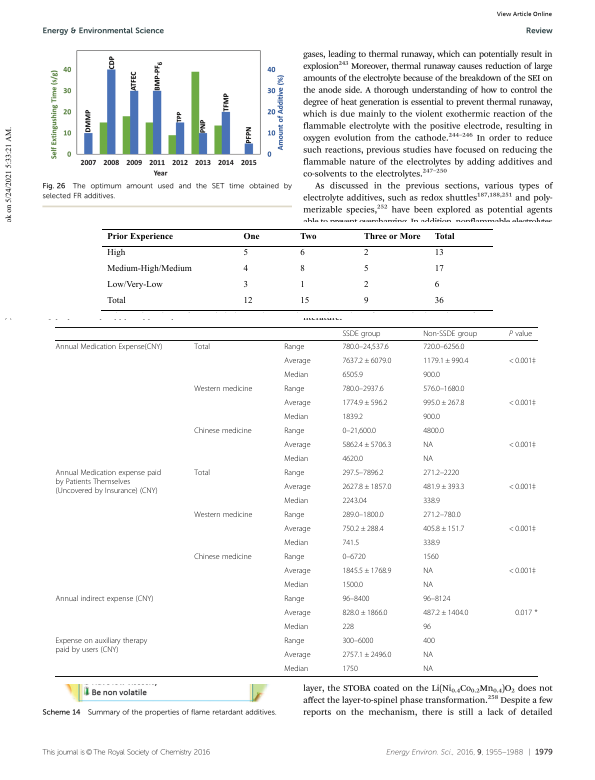 View Article Online
Energy & Environmental Science
Review
ok on 5/24/2021 5:33:21 AM.
Self Extingushing Time (s/g)
40
30
20
10
0
DMMP
CDP
ATFEC
BMP-PF6
TPP
PNP
TFMP
PFPN
40
30
20
10
0
Amount of Additive (%)
2007 2008 2009 2011 2012 2013 2014 2015
Year
Fig. 26 The optimum amount used and the SET time obtained by
selected FR additives.
gases, leading to thermal runaway, which can potentially result in
explosion243 Moreover, thermal runaway causes reduction of large
amounts of the electrolyte because of the breakdown of the SEI on
the anode side. A thorough understanding of how to control the
degree of heat generation is essential to prevent thermal runaway,
which is due mainly to the violent exothermic reaction of the
flammable electrolyte with the positive electrode, resulting in
oxygen evolution from the cathode.244–246 In order to reduce
such reactions, previous studies have focused on reducing the
flammable nature of the electrolytes by adding additives and
co-solvents to the electrolytes.247–250
As discussed in the previous sections, various types of
electrolyte additives, such as redox shuttles187,188,251 and poly-
merizable species,252 have been explored as potential agents
able to prevent overcharging. In addition, nonflammable electrolytes
Prior Experience One Two Three or More Total
High 5 6 2 13
Medium-High/Medium 4 8 5 17
Low/Very-Low 3 1 2 6
Total 12 15 9 36
literature.
SSDE group Non-SSDE group P value
Annual Medication Expense(CNY) Total Range 780.0–24,537.6 720.0–6256.0
Average 7637.2 ± 6079.0 1179.1 ± 990.4 < 0.001‡
Median 6505.9 900.0
Western medicine Range 780.0–2937.6 576.0–1680.0
Average 1774.9 ± 596.2 995.0 ± 267.8 < 0.001‡
Median 1839.2 900.0
Chinese medicine Range 0–21,600.0 4800.0
Average 5862.4 ± 5706.3 NA < 0.001‡
Median 4620.0 NA
Annual Medication expense paid Total Range 297.5–7896.2 271.2–2220
by Patients Themselves
(Uncovered by Insurance) (CNY)
Average 2627.8 ± 1857.0 481.9 ± 393.3 < 0.001‡
Median 2243.04 338.9
Western medicine Range 289.0–1800.0 271.2–780.0
Average 750.2 ± 288.4 405.8 ± 151.7 < 0.001‡
Median 741.5 338.9
Chinese medicine Range 0–6720 1560
Average 1845.5 ± 1768.9 NA < 0.001‡
Median 1500.0 NA
Annual indirect expense (CNY) Range 96–8400 96–8124
Average 828.0 ± 1866.0 487.2 ± 1404.0 0.017 *
Median 228 96
Expense on auxiliary therapy Range 300–6000 400
paid by users (CNY)
Average 2757.1 ± 2496.0 NA
Median 1750 NA
Be non volatile
Scheme 14 Summary of the properties of flame retardant additives.
layer, the STOBA coated on the Li(Ni0.4Co0.2Mn0.4)O2 does not
affect the layer-to-spinel phase transformation.258 Despite a few
reports on the mechanism, there is still a lack of detailed
This journal is © The Royal Society of Chemistry 2016
Energy Environ. Sci., 2016, 9, 1955–1988 | 1979